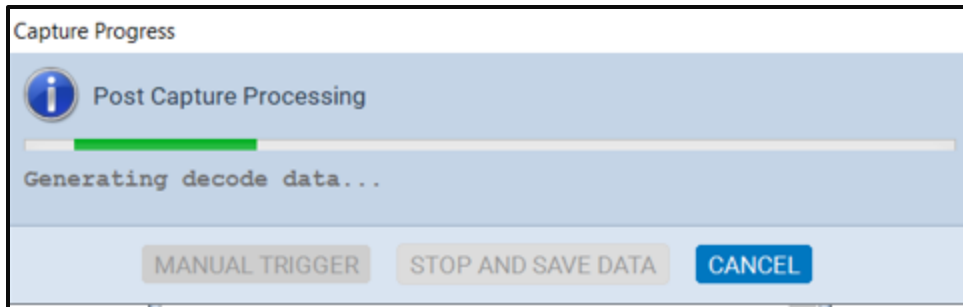 Capture Progress
Post Capture Processing
Generating decode data...
MANUAL TRIGGER STOP AND SAVE DATA CANCEL